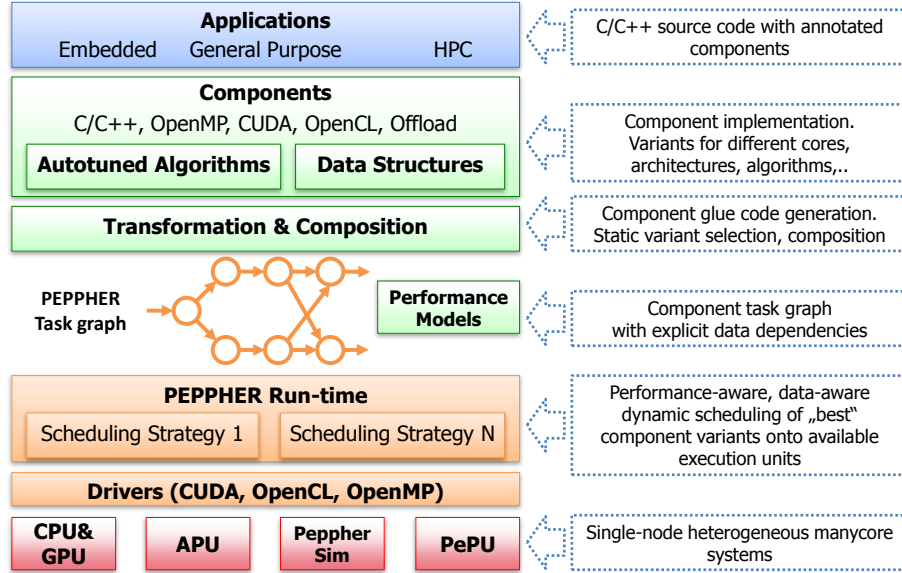 Applications
Embedded General Purpose HPC
C/C++ source code with annotated
components
Components
C/C++, OpenMP, CUDA, OpenCL, Offload
Autotuned Algorithms
Data Structures
Component implementation.
Variants for different cores,
architectures, algorithms,..
Transformation & Composition
Component glue code generation.
Static variant selection, composition
PEPPHER
Task graph
Performance
Models
Component task graph
with explicit data dependencies
PEPPHER Run-time
Scheduling Strategy 1
Scheduling Strategy N
Performance-aware, data-aware
dynamic scheduling of „best“
component variants onto available
execution units
Drivers (CUDA, OpenCL, OpenMP)
CPU&
GPU
APU
Peppher
Sim
PePU
Single-node heterogeneous manycore
systems